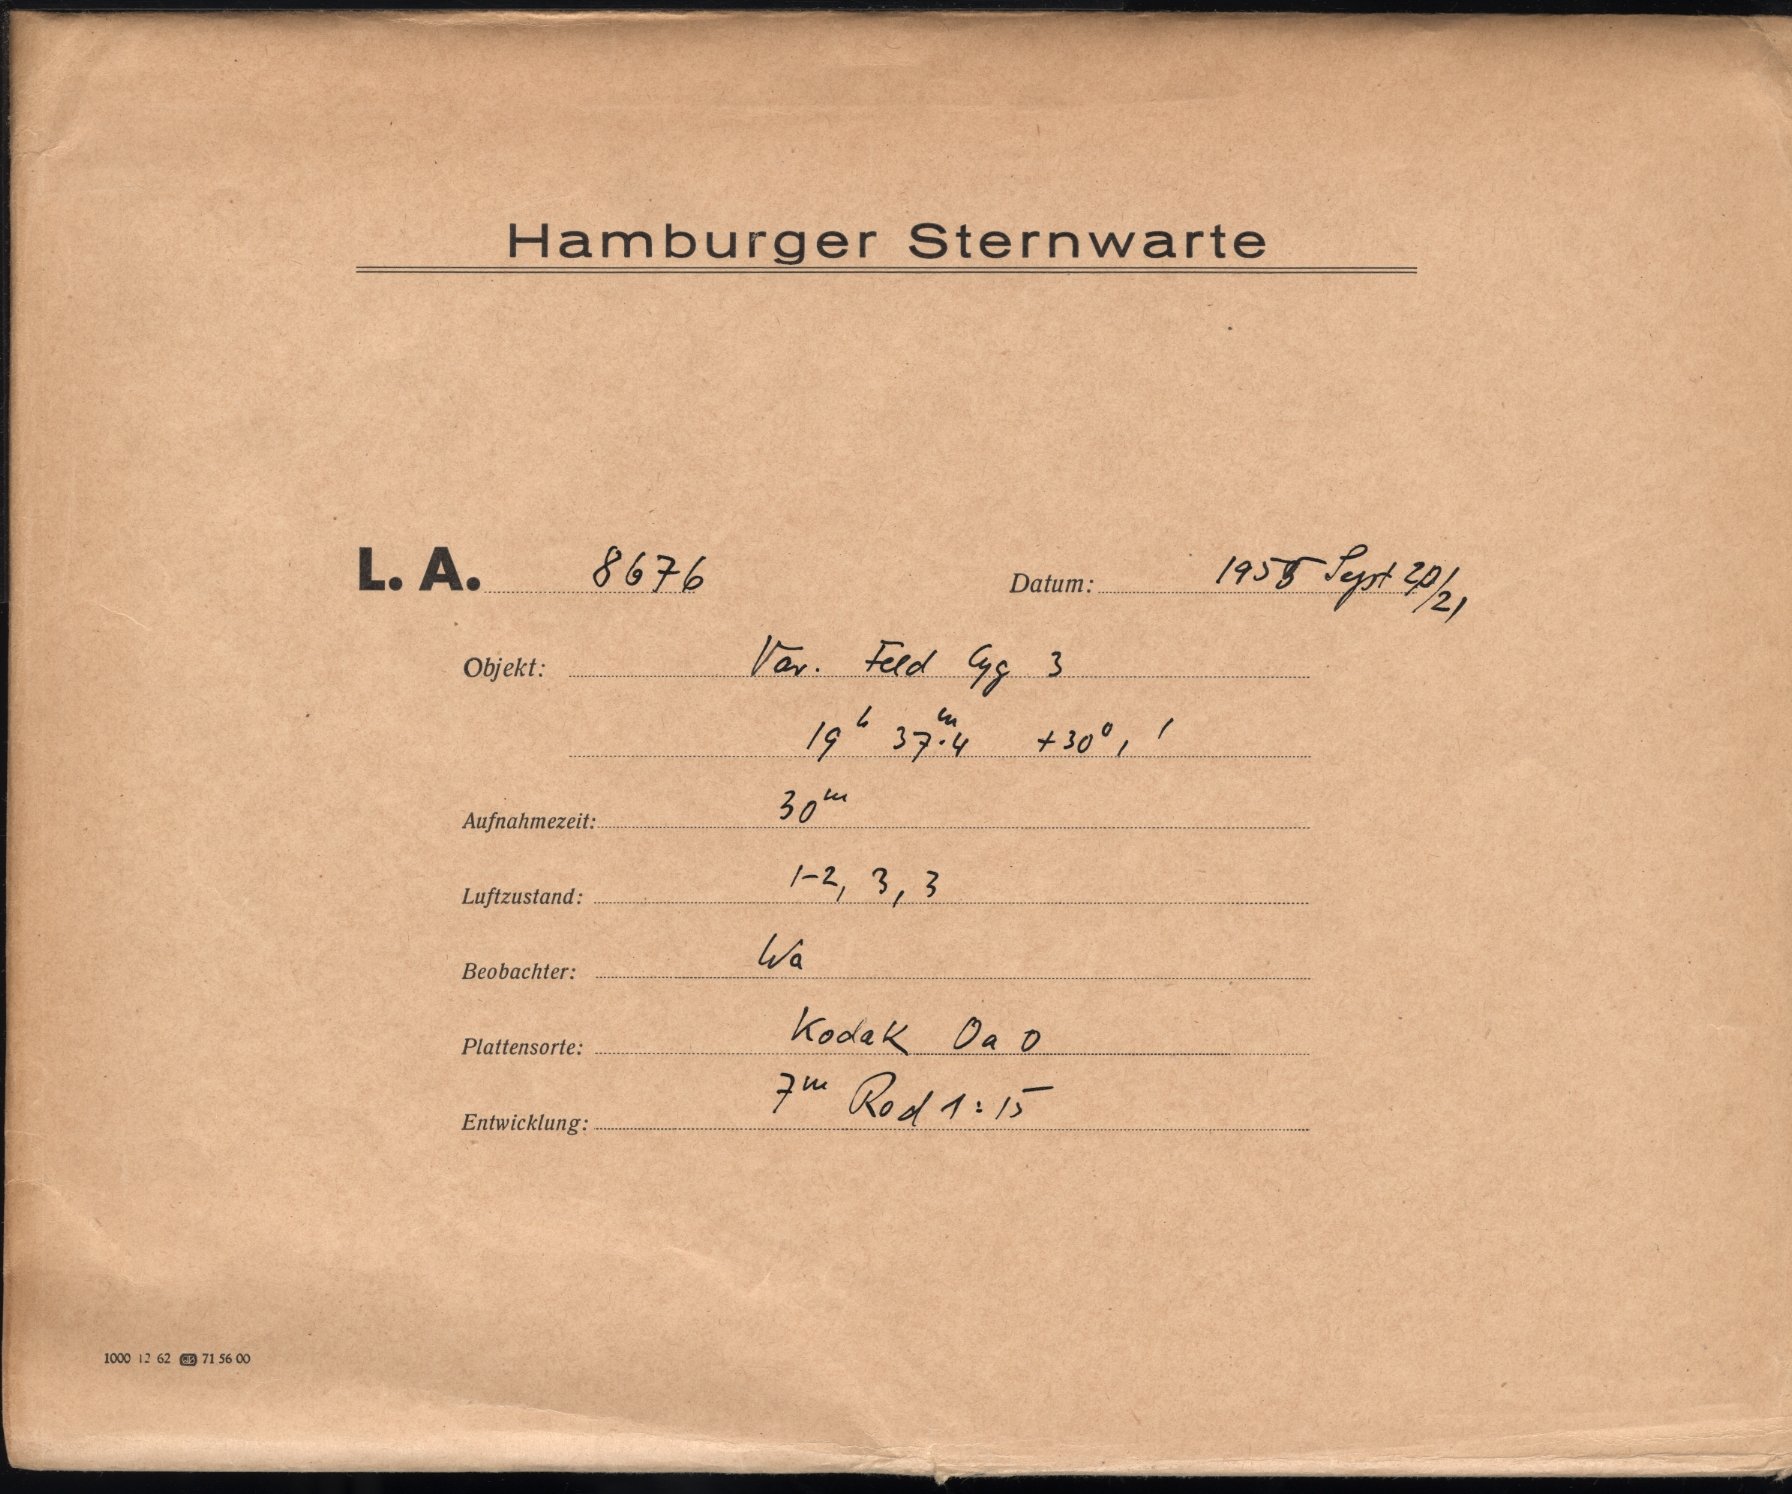 Hamburger Sternwarte
L. A. 8676 Datum: 1955 Sept 20/21
Objekt: Var. Feld Cyg 3
19h 37m.4 +30° 1'
Aufnahmezeit: 30m
Luftzustand: 1-2, 3, 3
Beobachter: Wa
Plattensorte: Kodak Oa O
Entwicklung: 7m Rod 1:15
1000 12 62 71 56 00